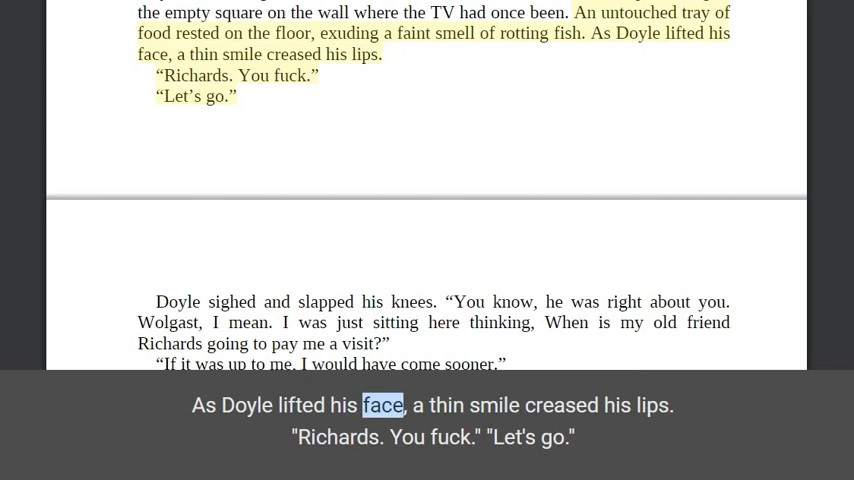 the empty square on the wall where the TV had once been. An untouched tray of
food rested on the floor, exuding a faint smell of rotting fish. As Doyle lifted his
face, a thin smile creased his lips.
“Richards. You fuck.”
“Let’s go.”
Doyle sighed and slapped his knees. “You know, he was right about you.
Wolgast, I mean. I was just sitting here thinking, When is my old friend
Richards going to pay me a visit?”
“If it was up to me, I would have come sooner.”
As Doyle lifted his face, a thin smile creased his lips.
"Richards. You fuck." "Let's go."